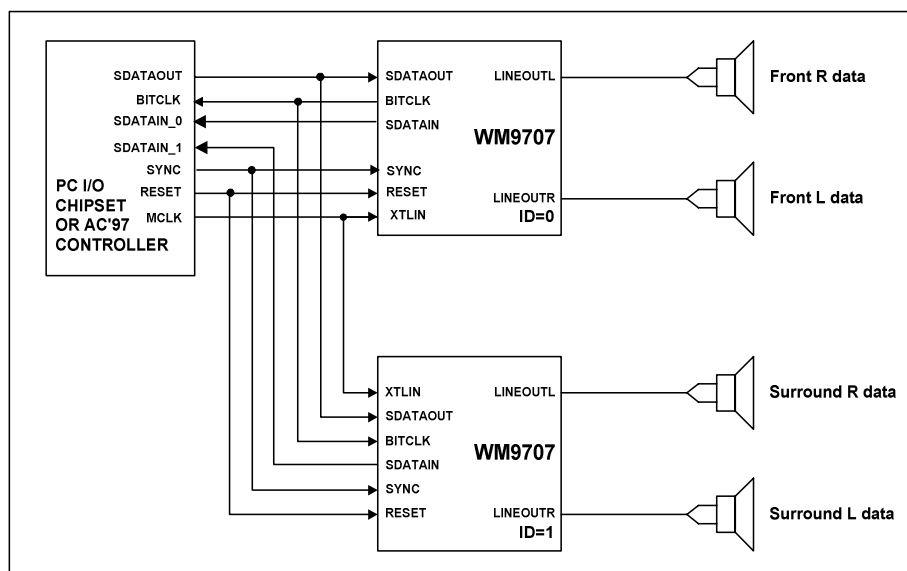 SDATAOUT
BITCLK
SDATAIN_0
SDATAIN_1
SYNC
RESET
MCLK
PC I/O
CHIPSET
OR AC'97
CONTROLLER
SDATAOUT
BITCLK
SDATAIN
SYNC
RESET
XTLIN
LINEOUTL
WM9707
LINEOUTR
ID=0
Front R data
Front L data
XTLIN
SDATAOUT
BITCLK
SDATAIN
SYNC
RESET
LINEOUTL
WM9707
LINEOUTR
ID=1
Surround R data
Surround L data